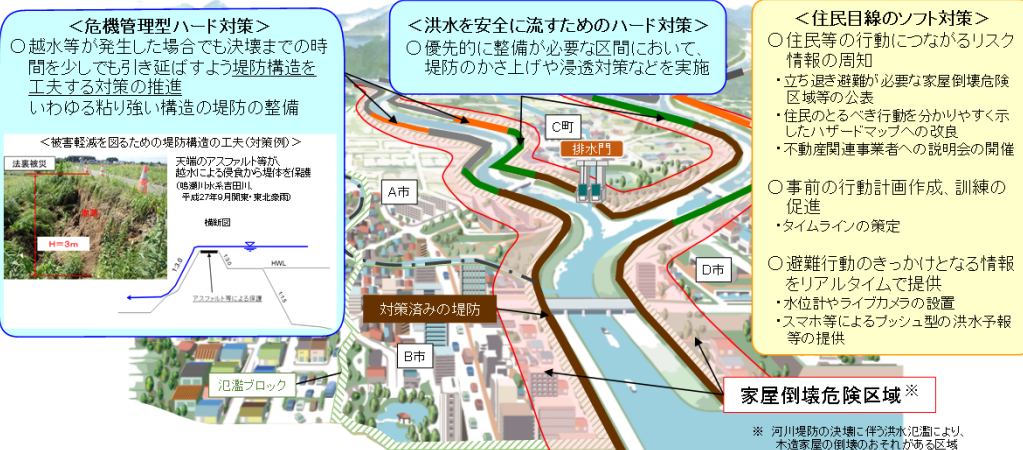 ＜危機管理型ハード対策＞
○越水等が発生した場合でも決壊までの時
間を少しでも引き延ばすよう堤防構造を
工夫する対策の推進
いわゆる粘り強い構造の堤防の整備
＜被害軽減を図るための堤防構造の工夫（対策例）＞
法裏被災
崩落
H=3m
天端のアスファルト等が、
越水による侵食から堤体を保護
（鳴瀬川水系吉田川、
平成27年9月関東・東北豪雨）
横断図
HWL
1:3.0
1:3.0
アスファルト等による保護
＜洪水を安全に流すためのハード対策＞
○優先的に整備が必要な区間において、
堤防のかさ上げや浸透対策などを実施
C町
排水門
A市
D市
対策済みの堤防
B市
氾濫ブロック
＜住民目線のソフト対策＞
○住民等の行動につながるリスク
情報の周知
・立ち退き避難が必要な家屋倒壊危険
区域等の公表
・住民のとるべき行動を分かりやすく示
したハザードマップへの改良
・不動産関連事業者への説明会の開催
○事前の行動計画作成、訓練の
促進
・タイムラインの策定
○避難行動のきっかけとなる情報
をリアルタイムで提供
・水位計やライブカメラの設置
・スマホ等によるプッシュ型の洪水予報
等の提供
家屋倒壊危険区域※
※ 河川堤防の決壊に伴う洪水氾濫により、
木造家屋の倒壊のおそれがある区域